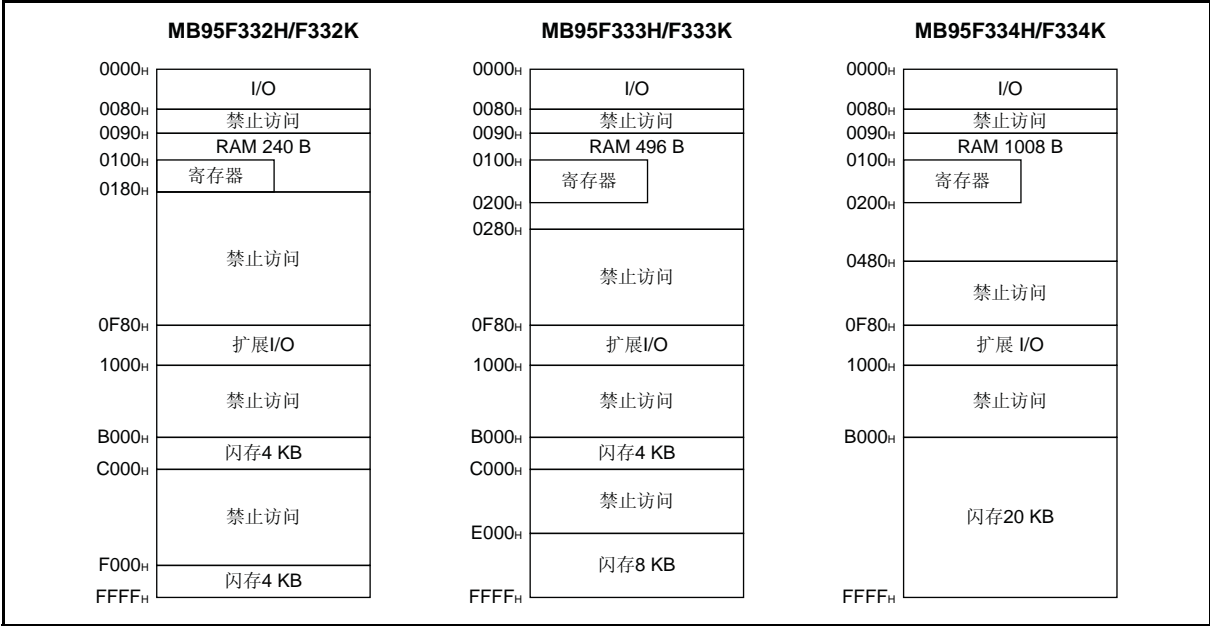 MB95F332H/F332K
0000H
I/O
0080H
禁止访问
0090H
RAM 240 B
0100H
寄存器
0180H
禁止访问
0F80H
扩展I/O
1000H
禁止访问
B000H
闪存4 KB
C000H
禁止访问
F000H
闪存4 KB
FFFFH
MB95F333H/F333K
0000H
I/O
0080H
禁止访问
0090H
RAM 496 B
0100H
寄存器
0200H
0280H
禁止访问
0F80H
扩展I/O
1000H
禁止访问
B000H
闪存4 KB
C000H
禁止访问
E000H
闪存8 KB
FFFFH
MB95F334H/F334K
0000H
I/O
0080H
禁止访问
0090H
RAM 1008 B
0100H
寄存器
0200H
0480H
禁止访问
0F80H
扩展 I/O
1000H
禁止访问
B000H
闪存20 KB
FFFFH